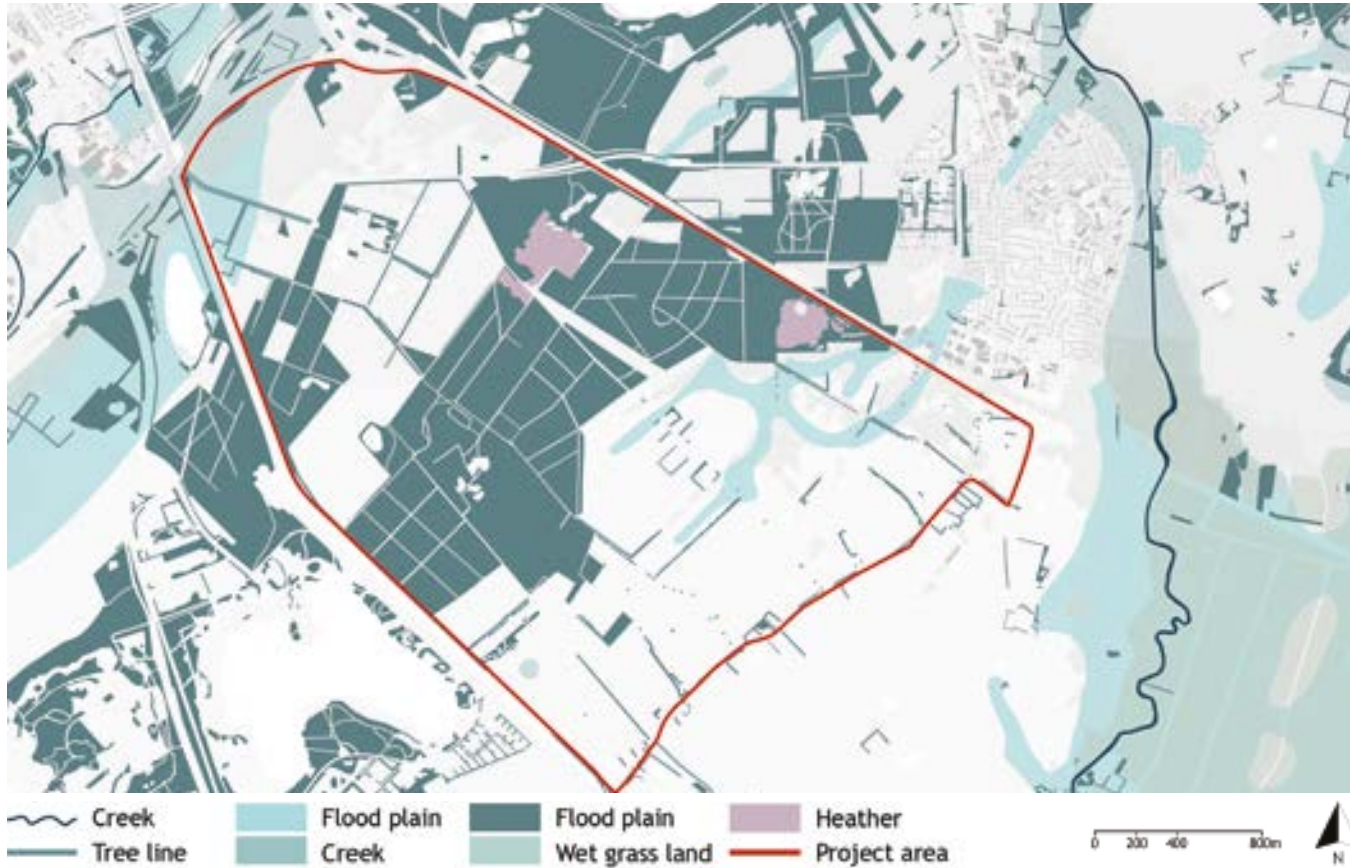 Creek Flood plain Flood plain Heather
Tree line Creek Wet grass land Project area
0 200 400 800m
N